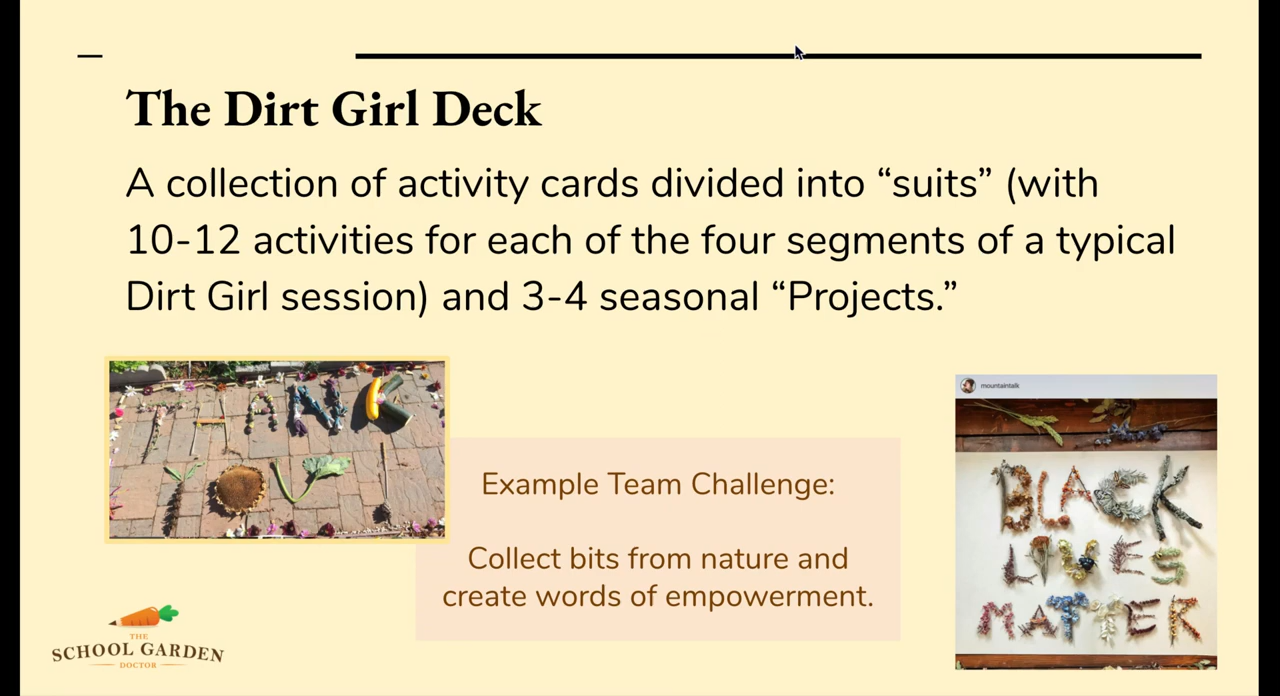 The Dirt Girl Deck
A collection of activity cards divided into “suits” (with
10-12 activities for each of the four segments of a typical
Dirt Girl session) and 3-4 seasonal “Projects.”
THANK
YOU!
Example Team Challenge:
Collect bits from nature and
create words of empowerment.
mountaintalk
BLACK
LIVES
MATTER
THE
SCHOOL GARDEN
DOCTOR